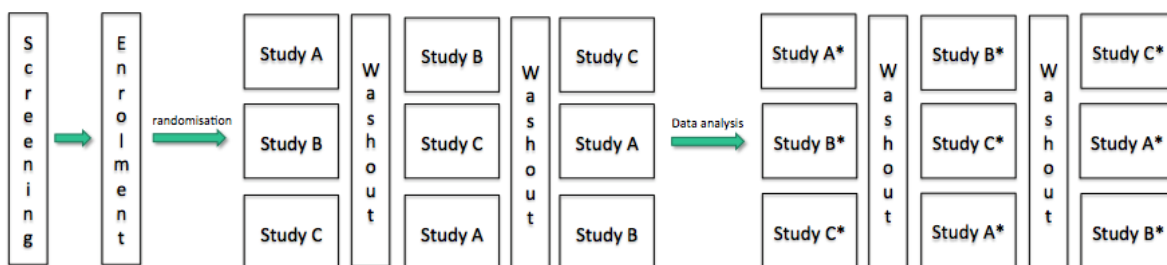 Screening
Enrolment
randomisation
Study A
Study B
Study C
Washout
Study B
Study C
Study A
Washout
Study C
Study A
Study B
Data analysis
Study A*
Study B*
Study C*
Washout
Study B*
Study C*
Study A*
Washout
Study C*
Study A*
Study B*